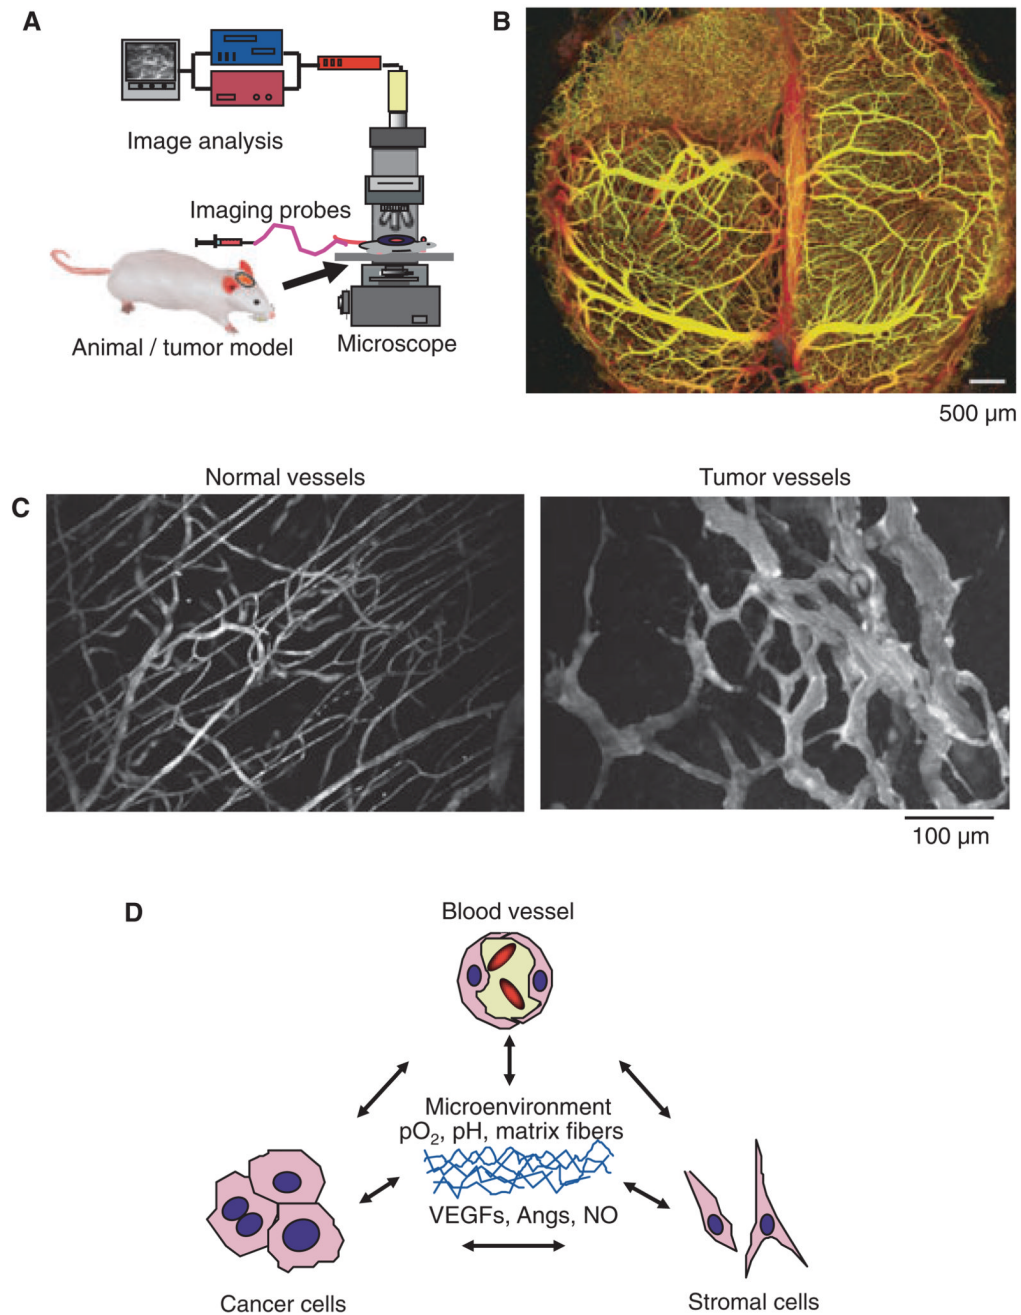 A
Image analysis
Imaging probes
Animal / tumor model
Microscope
B
500 µm
C
Normal vessels
Tumor vessels
100 µm
D
Blood vessel
Microenvironment
pO₂, pH, matrix fibers
VEGFs, Angs, NO
Cancer cells
Stromal cells